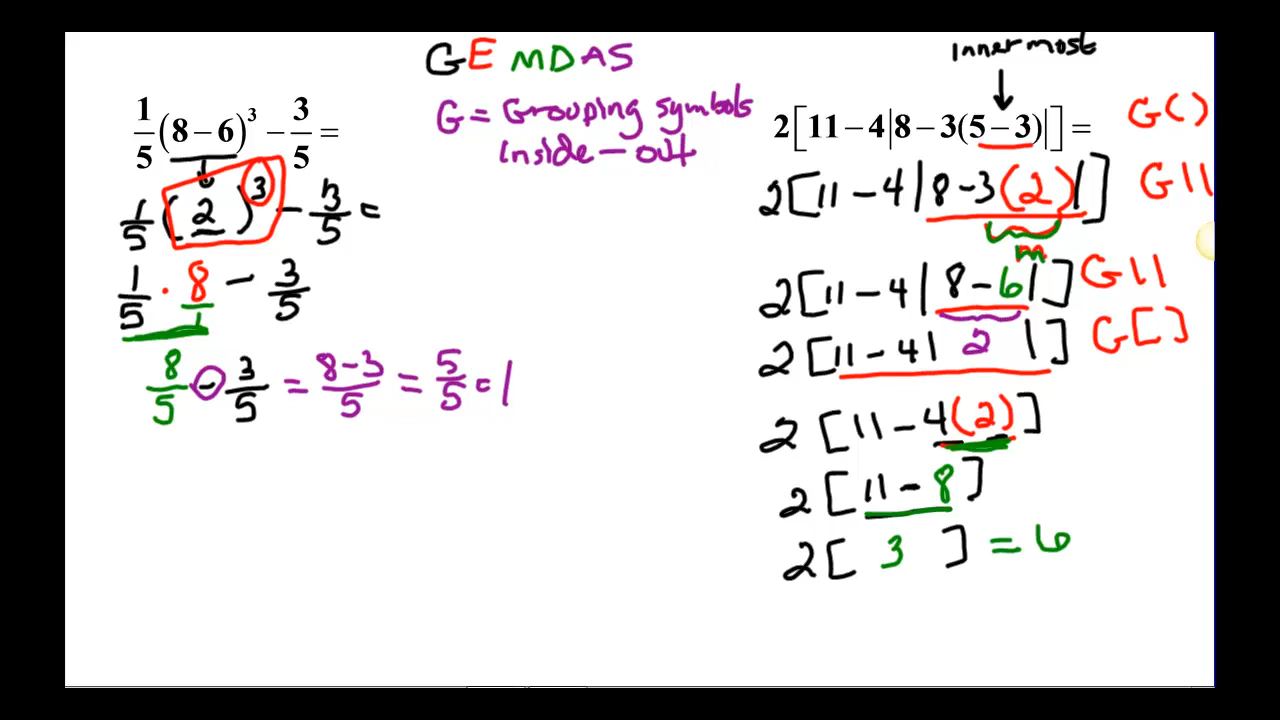 GEMDAS
G = Grouping symbols
inside - out
1/5 (8 − 6)³ − 3/5 =
1/5 (2)³ − 3/5 =
1/5 · 8/1 − 3/5
8/5 − 3/5 = 8-3/5 = 5/5 = 1
inner most
2[11 − 4|8 − 3(5 − 3)|] = G()
2[11 - 4|8 - 3(2)|] G||
m
2[11 - 4|8 - 6|] G||
2[11 - 4|2|] G[]
2[11 - 4(2)]
2[11 - 8]
2[3] = 6